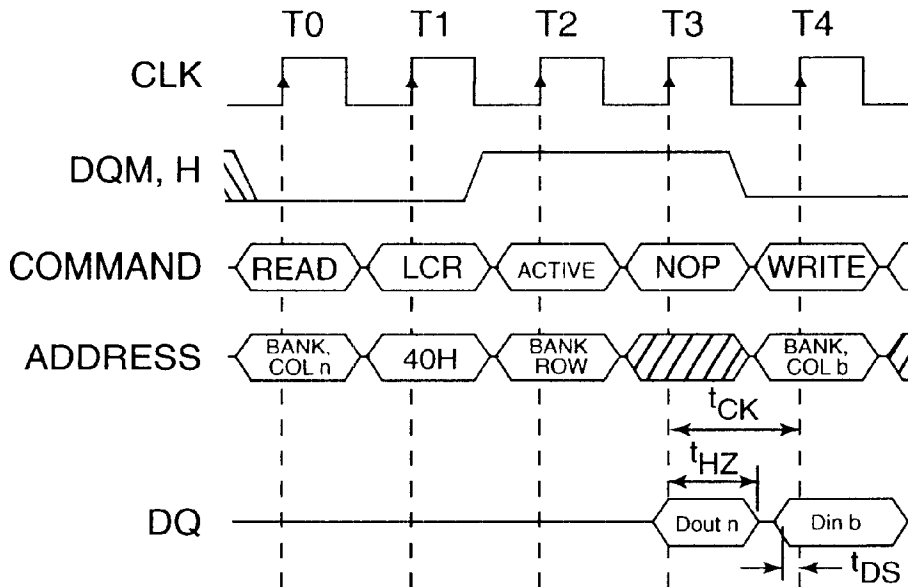 T0 T1 T2 T3 T4
CLK
DQM, H
COMMAND READ LCR ACTIVE NOP WRITE
ADDRESS BANK, COL n 40H BANK ROW BANK, COL b
tCK
tHZ
DQ Dout n Din b
tDS